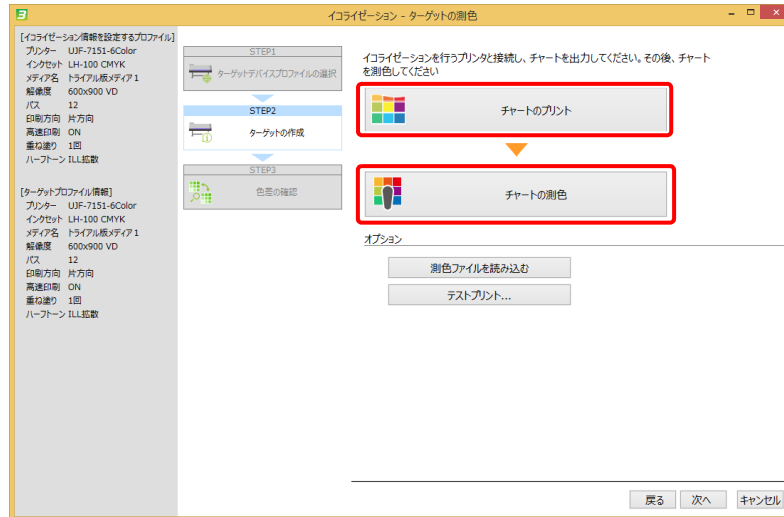 イコライゼーション - ターゲットの測色
[イコライゼーション情報を設定するプロファイル]
プリンター UJF-7151-6Color
インクセット LH-100 CMYK
メディア名 トライアル版メディア1
解像度 600x900 VD
パス 12
印刷方向 片方向
高速印刷 ON
重ね塗り 1回
ハーフトーン ILL拡散
[ターゲットプロファイル情報]
プリンター UJF-7151-6Color
インクセット LH-100 CMYK
メディア名 トライアル版メディア1
解像度 600x900 VD
パス 12
印刷方向 片方向
高速印刷 ON
重ね塗り 1回
ハーフトーン ILL拡散
STEP1
ターゲットデバイスプロファイルの選択
STEP2
ターゲットの作成
STEP3
色差の確認
イコライゼーションを行うプリンタと接続し、チャートを出力してください。その後、チャート
を測色してください
チャートのプリント
チャートの測色
オプション
測色ファイルを読み込む
テストプリント...
戻る 次へ キャンセル